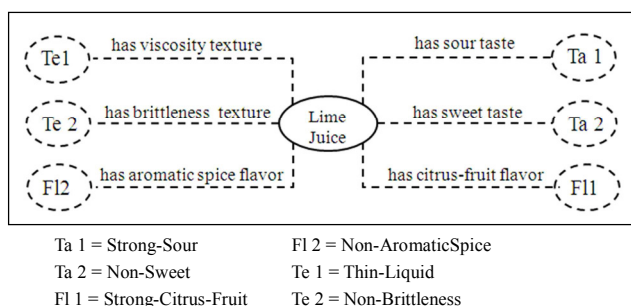 Te1 has viscosity texture has sour taste Ta 1
Te 2 has brittleness texture Lime Juice has sweet taste Ta 2
Fl2 has aromatic spice flavor has citrus-fruit flavor Fl1
Ta 1 = Strong-Sour Fl 2 = Non-AromaticSpice
Ta 2 = Non-Sweet Te 1 = Thin-Liquid
Fl 1 = Strong-Citrus-Fruit Te 2 = Non-Brittleness